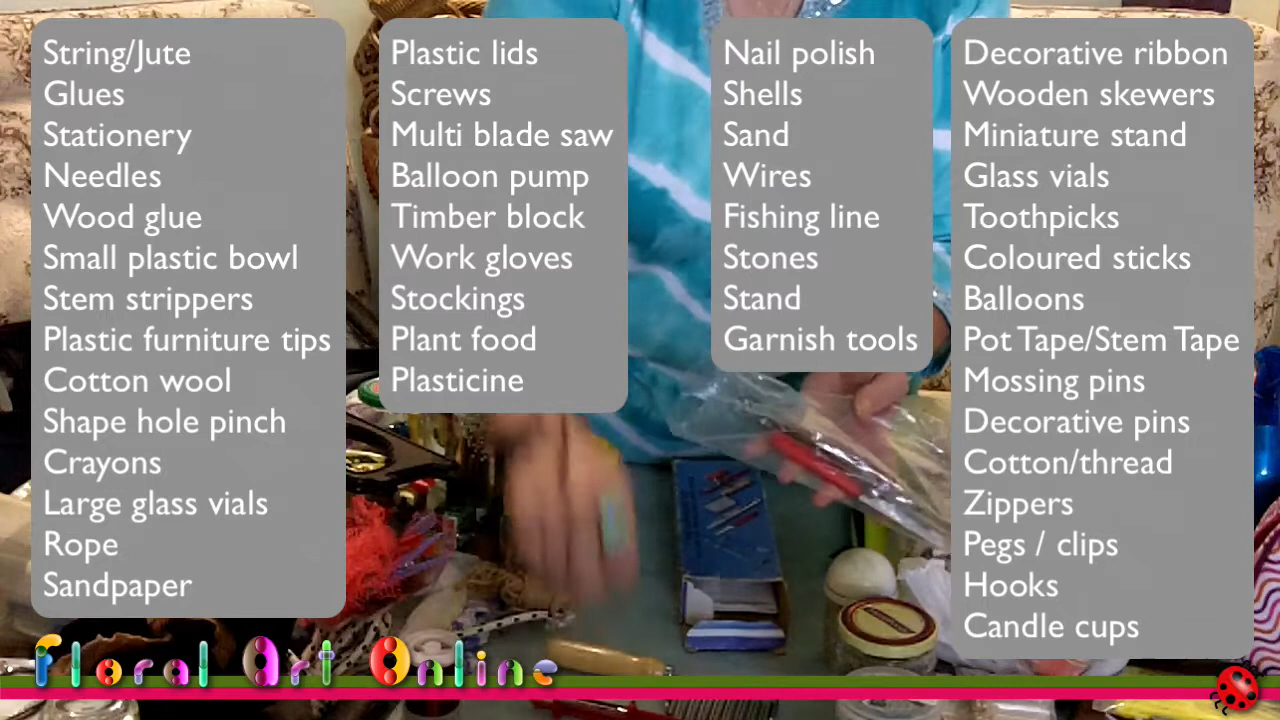 String/Jute
Glues
Stationery
Needles
Wood glue
Small plastic bowl
Stem strippers
Plastic furniture tips
Cotton wool
Shape hole pinch
Crayons
Large glass vials
Rope
Sandpaper
Plastic lids
Screws
Multi blade saw
Balloon pump
Timber block
Work gloves
Stockings
Plant food
Plasticine
Nail polish
Shells
Sand
Wires
Fishing line
Stones
Stand
Garnish tools
Decorative ribbon
Wooden skewers
Miniature stand
Glass vials
Toothpicks
Coloured sticks
Balloons
Pot Tape/Stem Tape
Mossing pins
Decorative pins
Cotton/thread
Zippers
Pegs / clips
Hooks
Candle cups
Floral Art Online